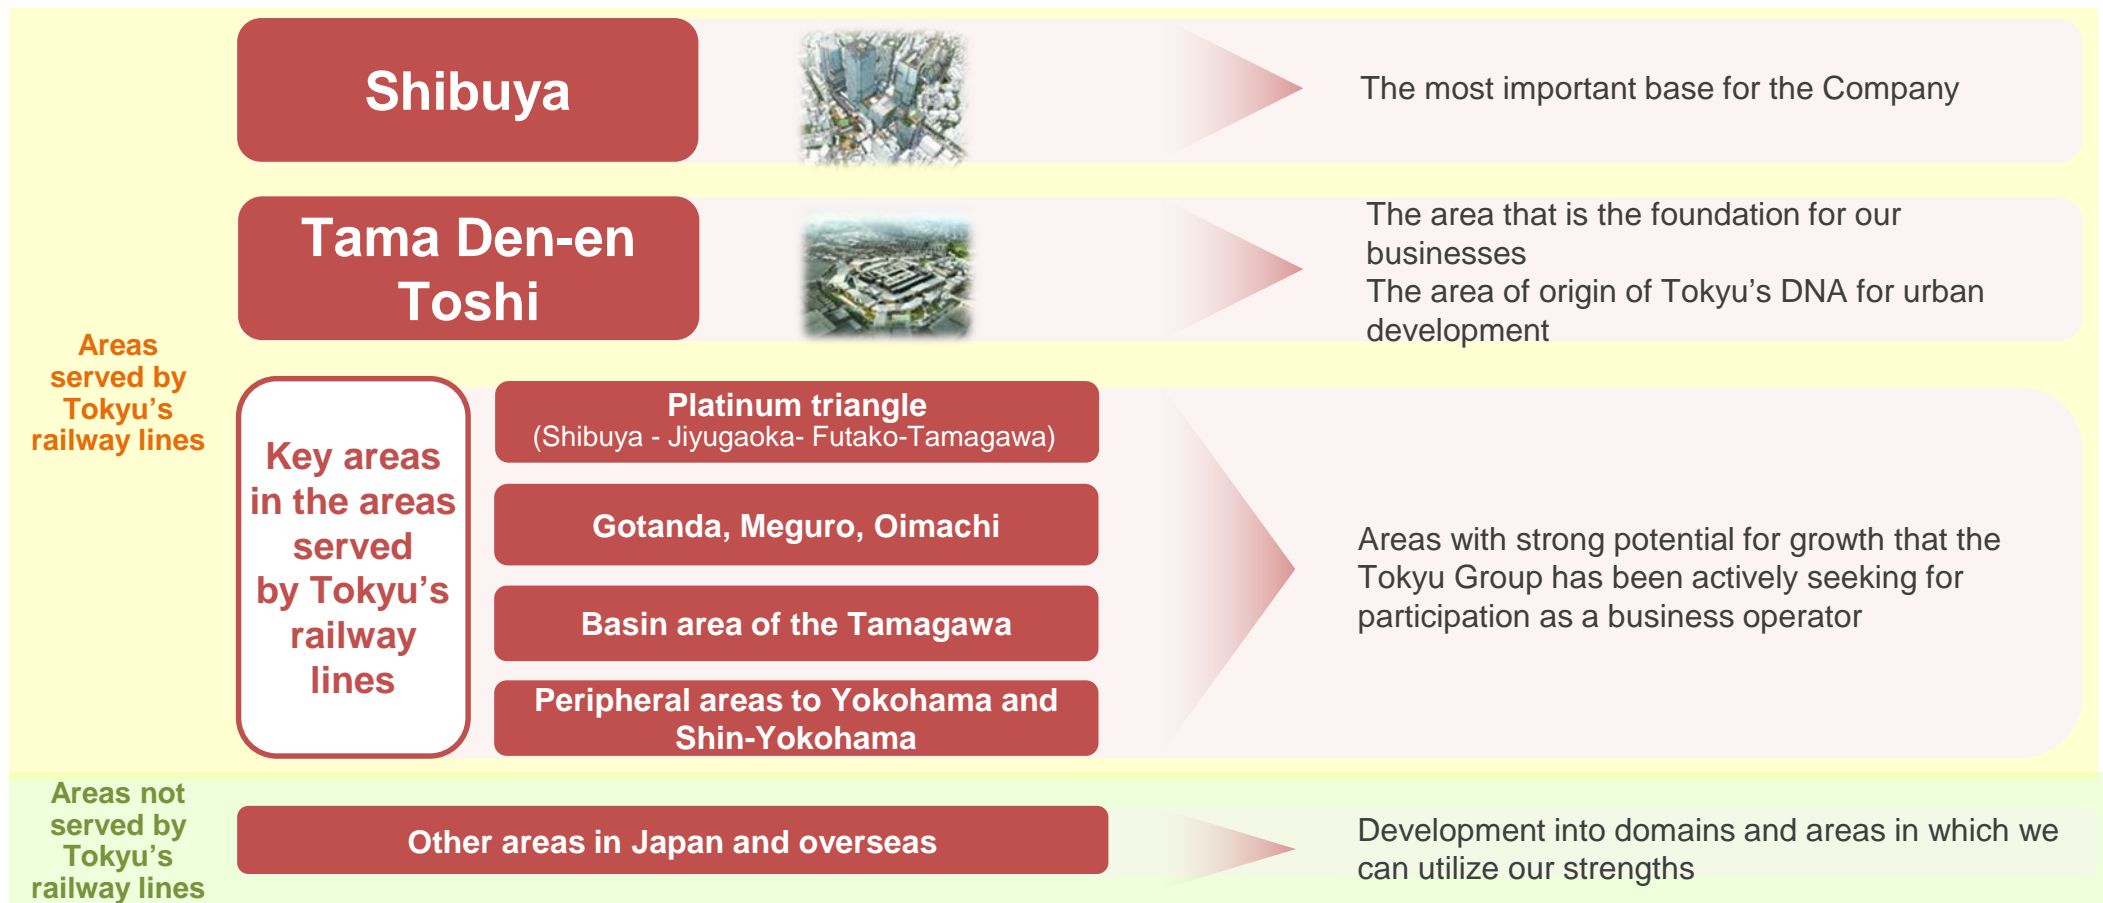 Shibuya
The most important base for the Company
Tama Den-en
Toshi
The area that is the foundation for our
businesses
The area of origin of Tokyu’s DNA for urban
development
Areas
served by
Tokyu’s
railway lines
Key areas
in the areas
served
by Tokyu’s
railway
lines
Platinum triangle
(Shibuya - Jiyugaoka- Futako-Tamagawa)
Gotanda, Meguro, Oimachi
Basin area of the Tamagawa
Peripheral areas to Yokohama and
Shin-Yokohama
Areas with strong potential for growth that the
Tokyu Group has been actively seeking for
participation as a business operator
Areas not
served by
Tokyu’s
railway lines
Other areas in Japan and overseas
Development into domains and areas in which we
can utilize our strengths